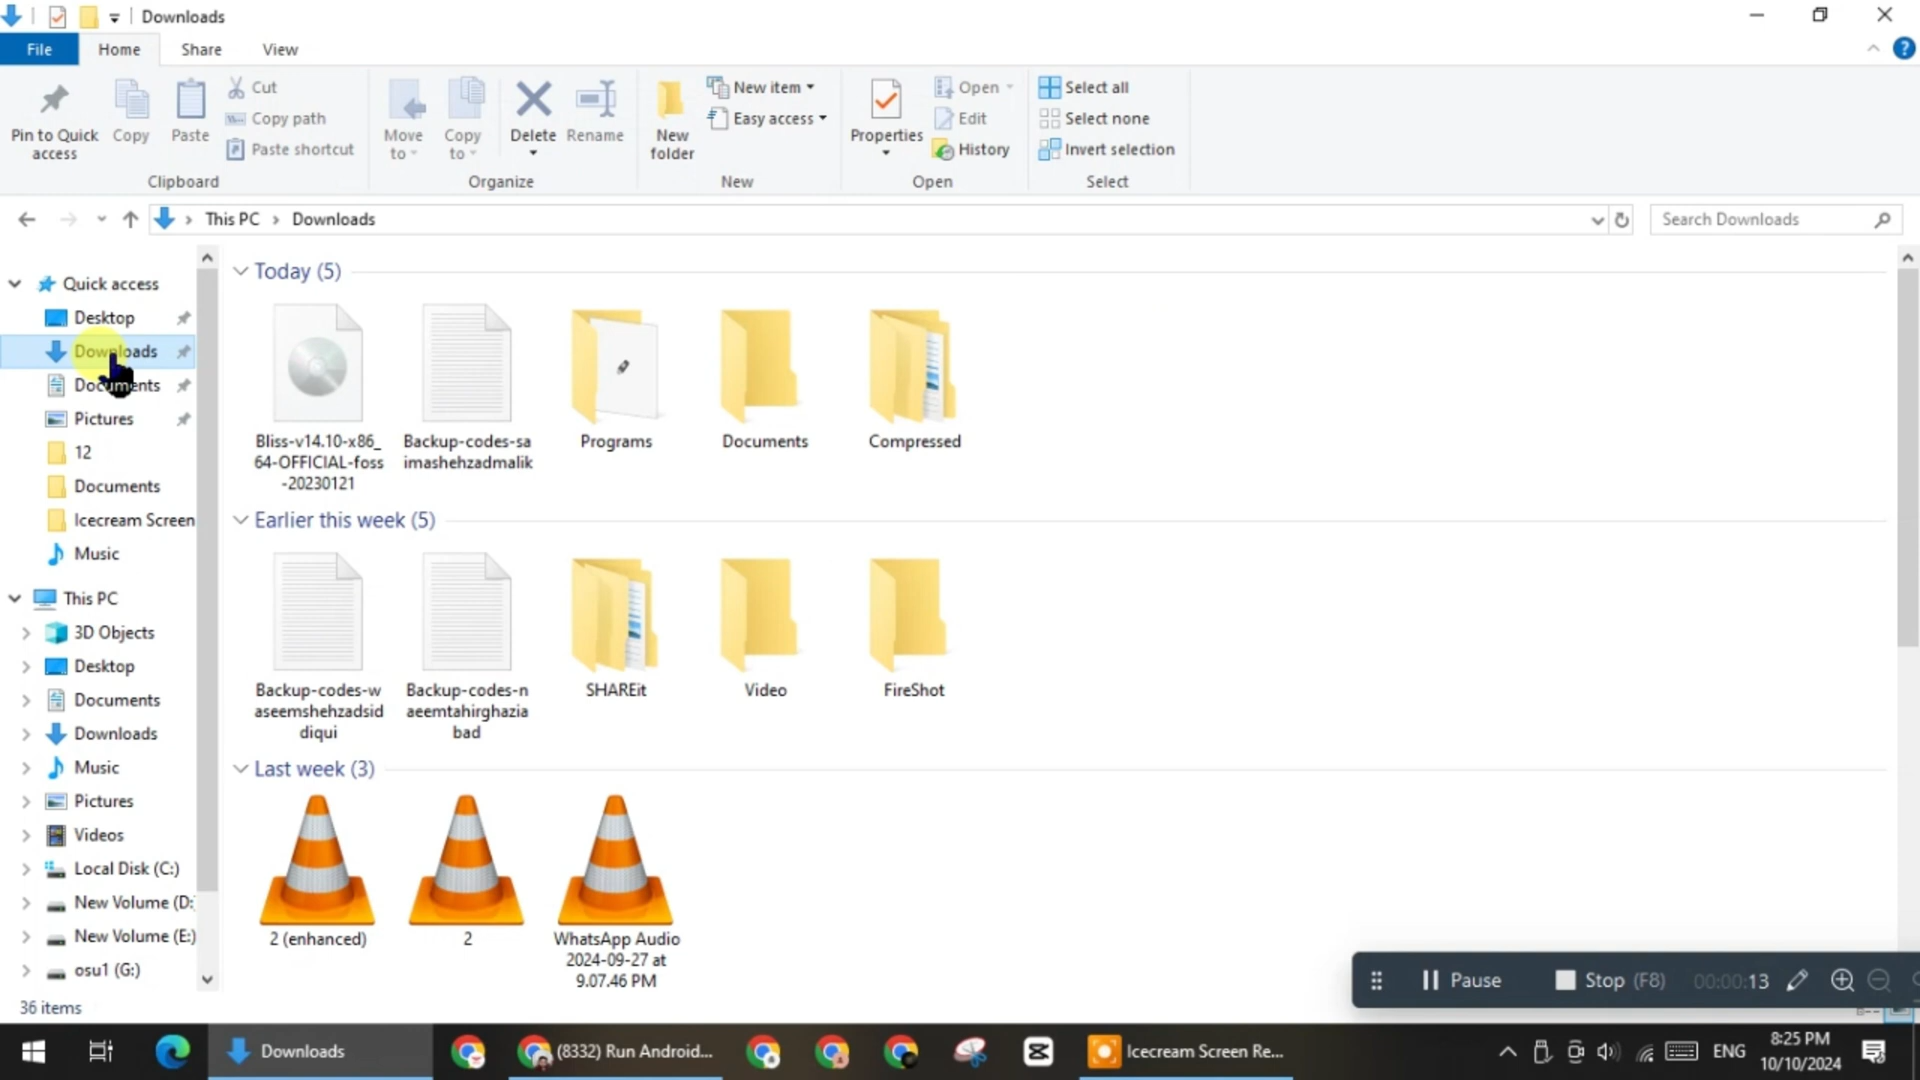 Downloads
File Home Share View
Pin to Quick access
Copy
Paste
Cut
Copy path
Paste shortcut
Clipboard
Move to
Copy to
Delete
Rename
Organize
New folder
New item
Easy access
New
Properties
Open
Edit
History
Open
Select all
Select none
Invert selection
Select
This PC > Downloads
Search Downloads
Quick access
Desktop
Downloads
Documents
Pictures
12
Documents
Icecream Screen
Music
This PC
3D Objects
Desktop
Documents
Downloads
Music
Pictures
Videos
Local Disk (C:)
New Volume (D:
New Volume (E:)
osu1 (G:)
Today (5)
Bliss-v14.10-x86_
64-OFFICIAL-foss
-20230121
Backup-codes-sa
imashehzadmalik
Programs
Documents
Compressed
Earlier this week (5)
Backup-codes-w
aseemshehzadsid
diqui
Backup-codes-n
aeemtahirghazia
bad
SHAREit
Video
FireShot
Last week (3)
2 (enhanced)
2
WhatsApp Audio
2024-09-27 at
9.07.46 PM
36 items
Pause Stop (F8) 00:00:13
Downloads
(8332) Run Android...
Icecream Screen Re...
ENG
8:25 PM
10/10/2024